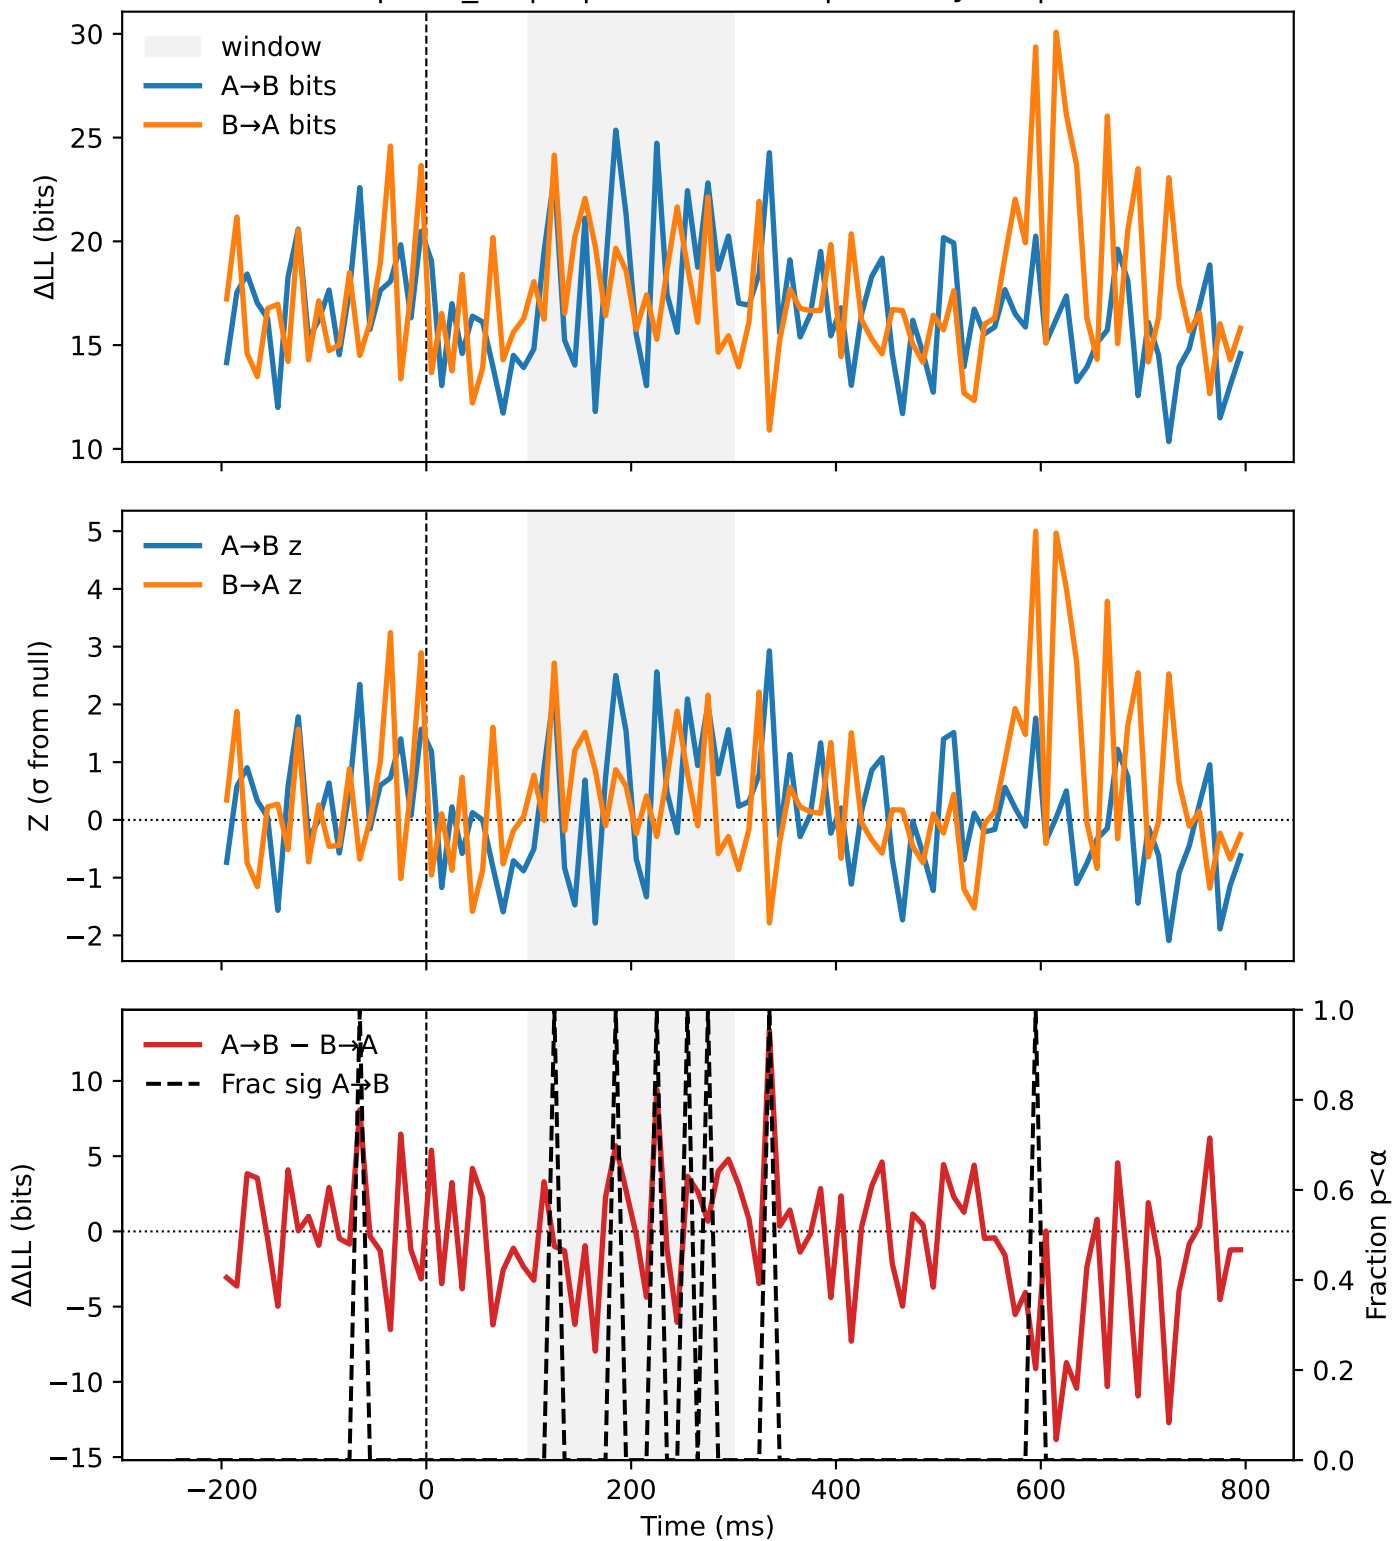 window
A→B bits
B→A bits
ΔLL (bits)
30
25
20
15
10
A→B z
B→A z
Z (σ from null)
5
4
3
2
1
0
−1
−2
A→B − B→A
Frac sig A→B
ΔΔLL (bits)
10
5
0
−5
−10
−15
1.0
0.8
0.6
0.4
0.2
0.0
Fraction p<α
−200
0
200
400
600
800
Time (ms)